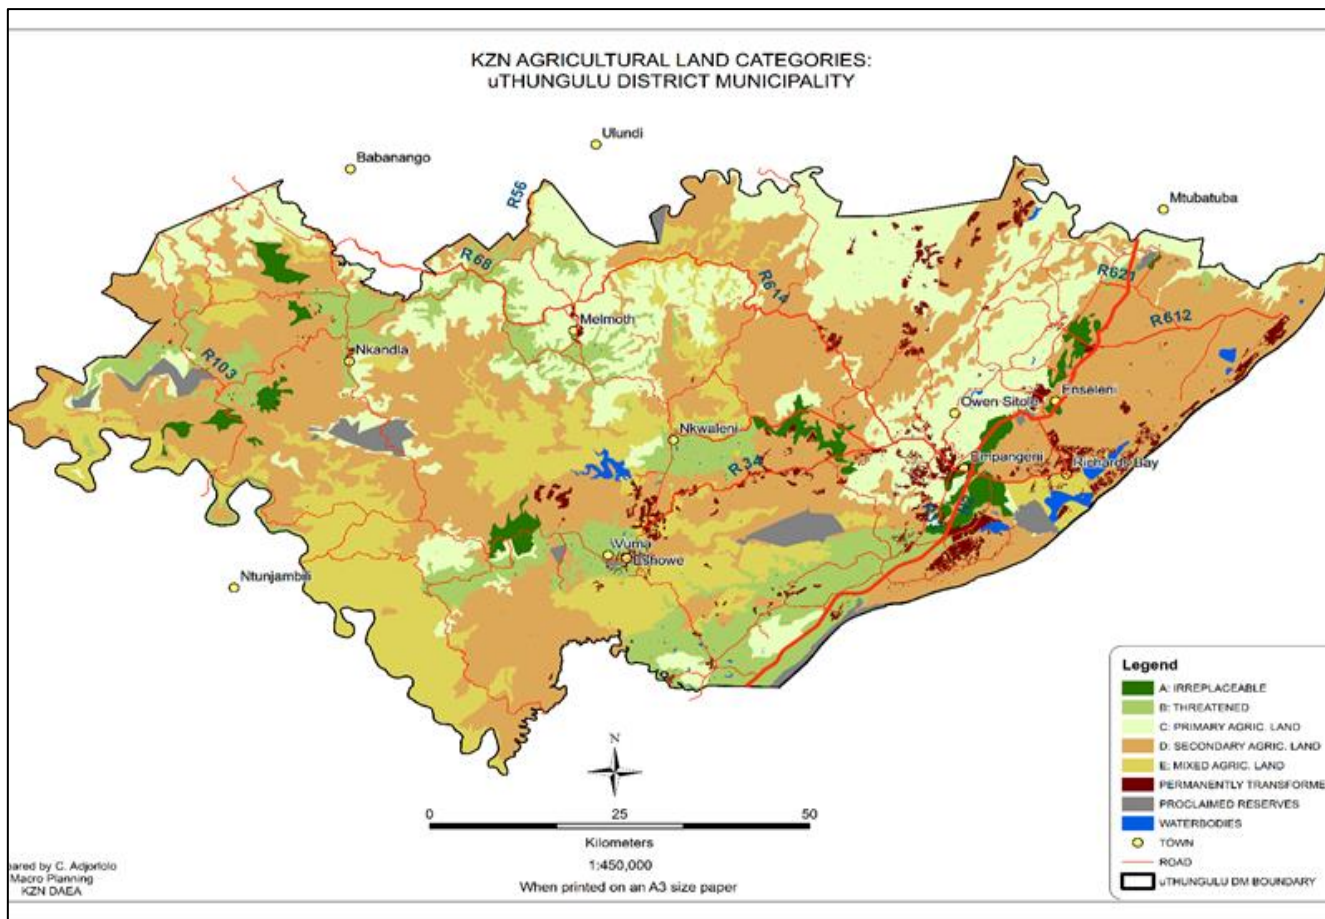 KZN AGRICULTURAL LAND CATEGORIES:
uTHUNGULU DISTRICT MUNICIPALITY
Ulundi
Babanango
Mtubatuba
R56
R68
R614
R621
R612
Melmoth
Nkandla
R103
Owen Sitole
Enseleni
Nkwaleni
R34
Empangeni
Richards Bay
Vuma
Eshowe
Ntunjambili
N
0 25 50
Kilometers
1:450,000
When printed on an A3 size paper
Legend
A: IRREPLACEABLE
B: THREATENED
C: PRIMARY AGRIC. LAND
D: SECONDARY AGRIC. LAND
E: MIXED AGRIC. LAND
PERMANENTLY TRANSFORME
PROCLAIMED RESERVES
WATERBODIES
TOWN
ROAD
uTHUNGULU DM BOUNDARY
ared by C. Adjorlolo
Macro Planning
KZN DAEA